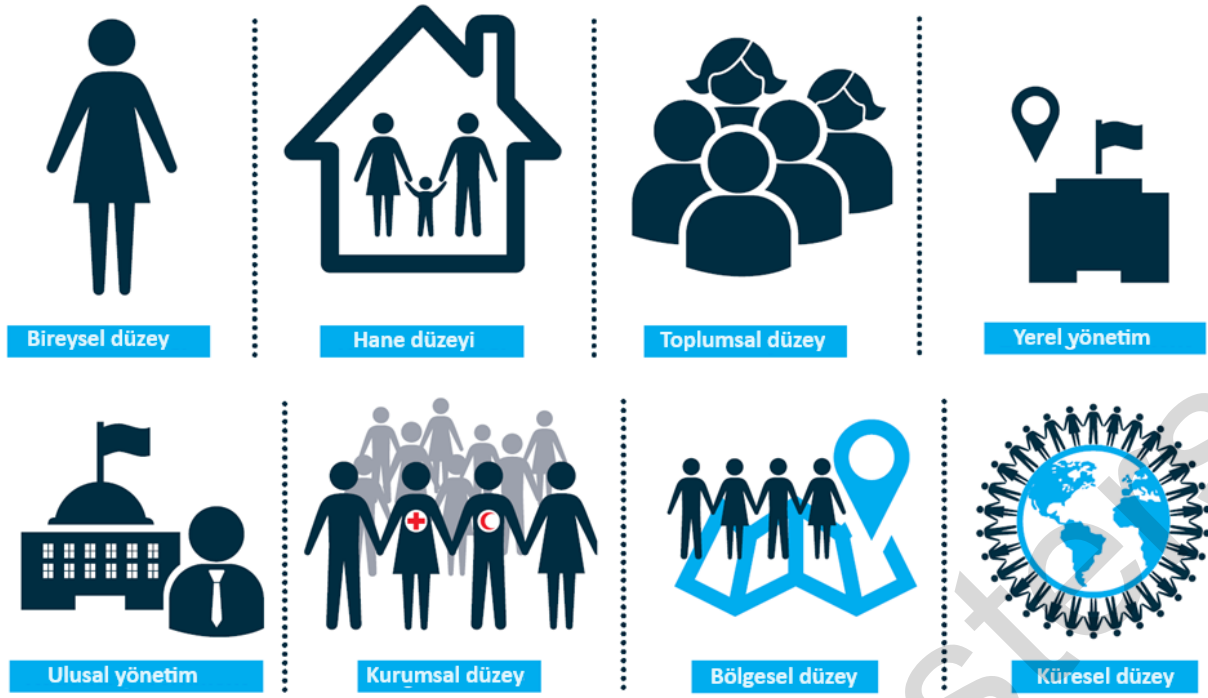 Bireysel düzey
Hane düzeyi
Toplumsal düzey
Yerel yönetim
Ulusal yönetim
Kurumsal düzey
Bölgesel düzey
Küresel düzey